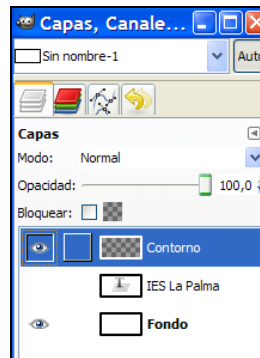 Capas, Canale...
Sin nombre-1
Auto
Capas
Modo: Normal
Opacidad: 100,0
Bloquear:
Contorno
IES La Palma
Fondo